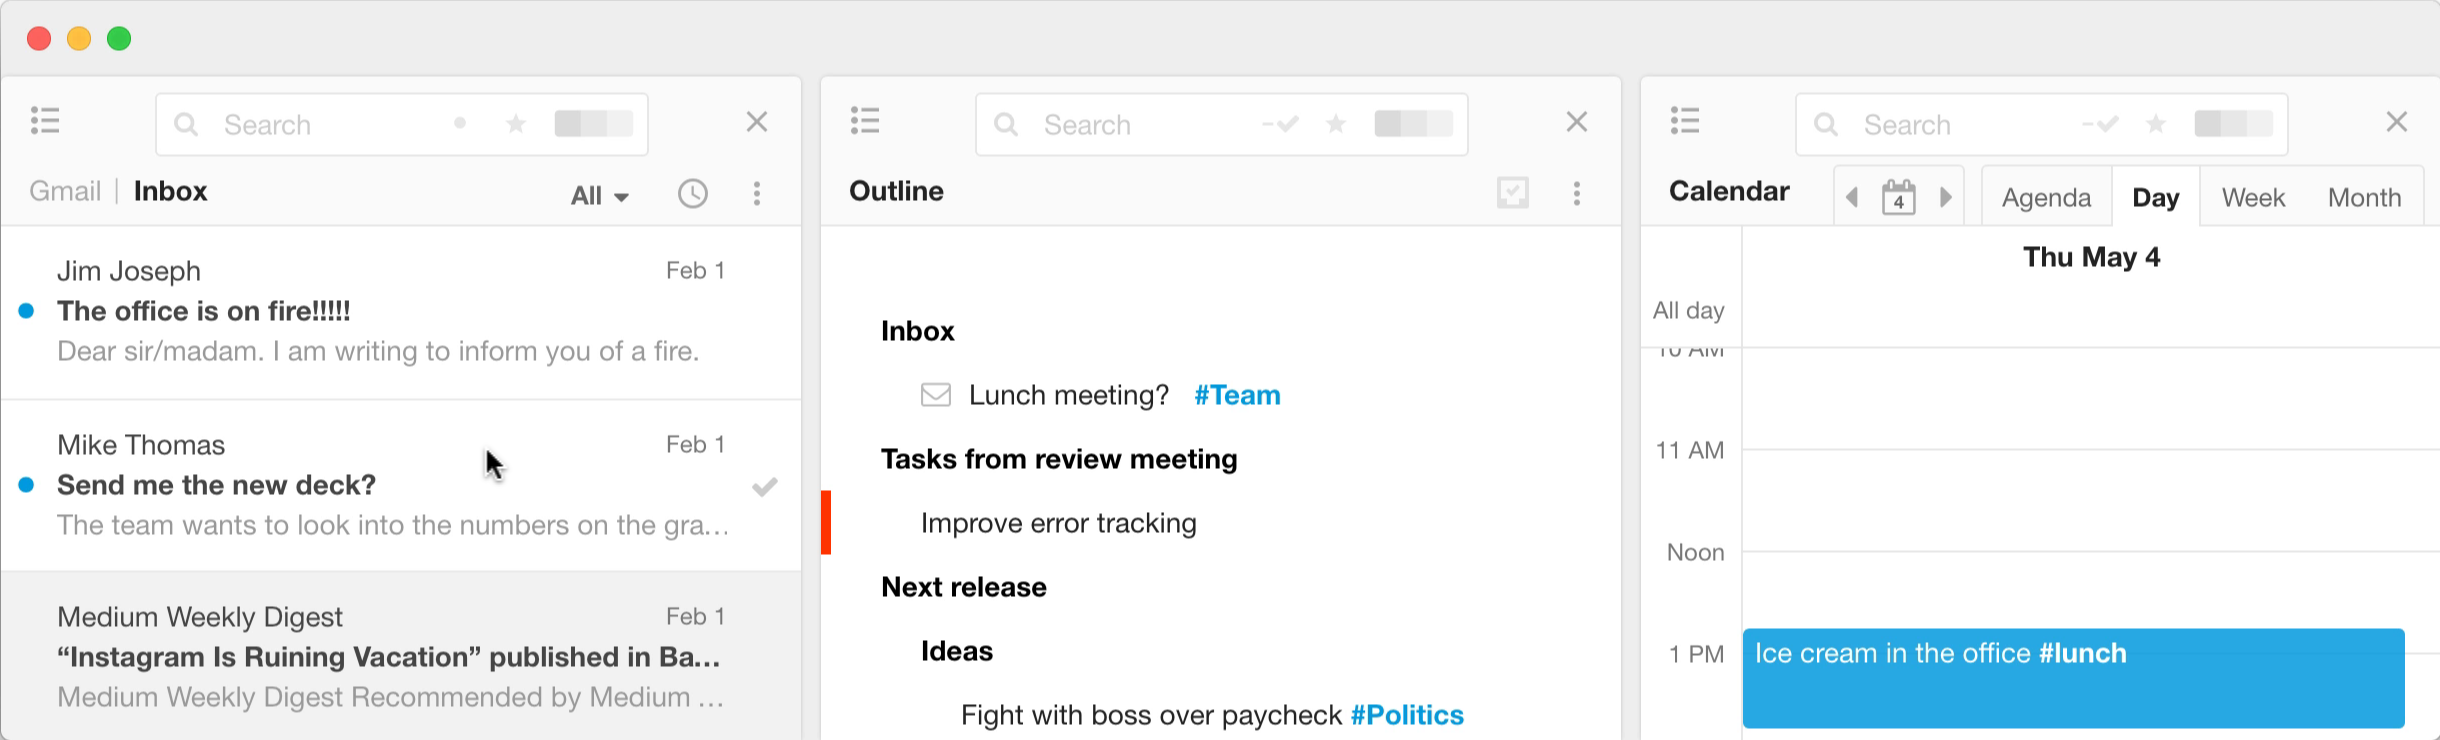 Search
Gmail | Inbox
All
Jim Joseph
Feb 1
The office is on fire!!!!!
Dear sir/madam. I am writing to inform you of a fire.
Mike Thomas
Feb 1
Send me the new deck?
The team wants to look into the numbers on the gra...
Medium Weekly Digest
Feb 1
“Instagram Is Ruining Vacation” published in Ba...
Medium Weekly Digest Recommended by Medium ...
Search
Outline
Inbox
Lunch meeting? #Team
Tasks from review meeting
Improve error tracking
Next release
Ideas
Fight with boss over paycheck #Politics
Search
Calendar
4
Agenda
Day
Week
Month
Thu May 4
All day
10 AM
11 AM
Noon
1 PM
Ice cream in the office #lunch